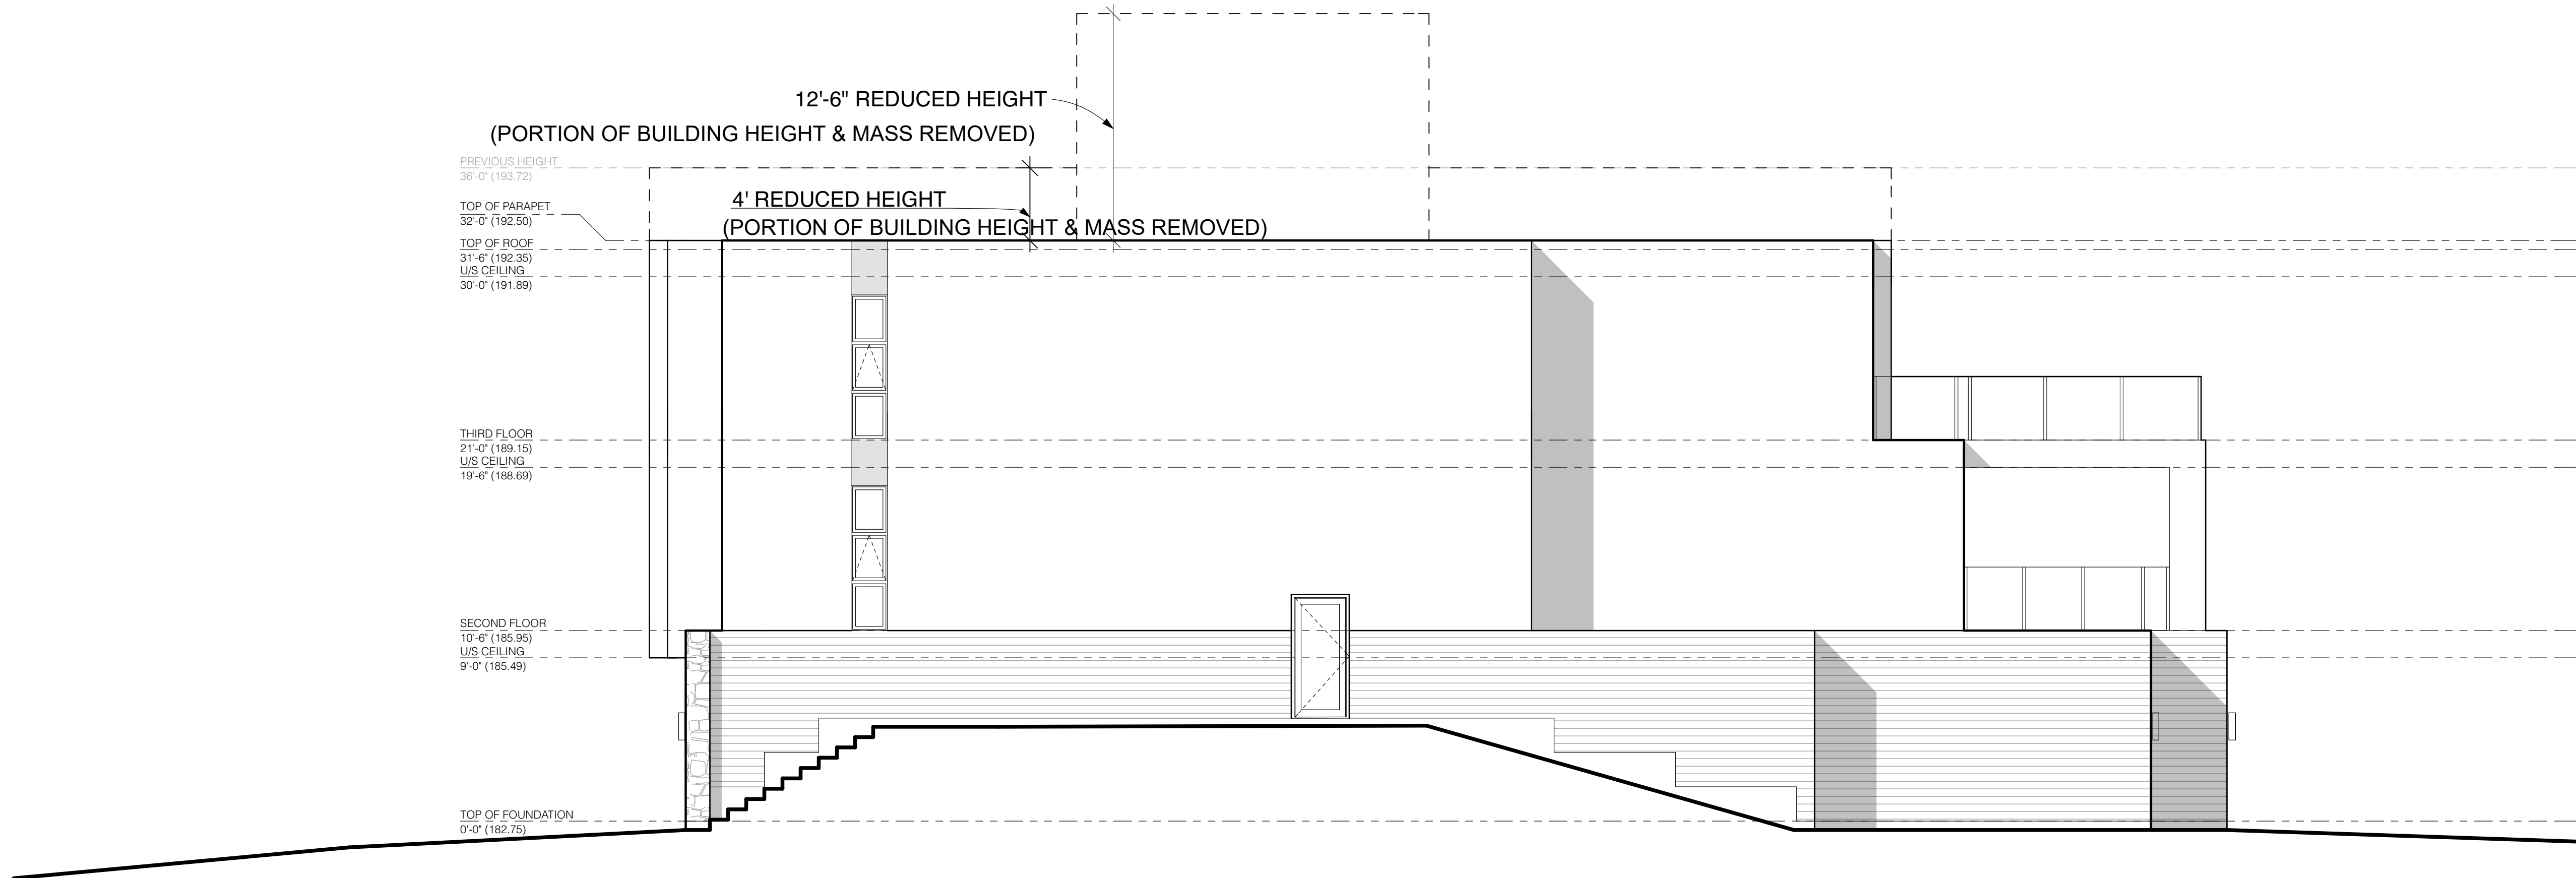 12'-6" REDUCED HEIGHT
(PORTION OF BUILDING HEIGHT & MASS REMOVED)
PREVIOUS HEIGHT
36'-0" (193.72)
4' REDUCED HEIGHT
(PORTION OF BUILDING HEIGHT & MASS REMOVED)
TOP OF PARAPET
32'-0" (192.50)
TOP OF ROOF
31'-6" (192.35)
U/S CEILING
30'-0" (191.89)
THIRD FLOOR
21'-0" (189.15)
U/S CEILING
19'-6" (188.69)
SECOND FLOOR
10'-6" (185.95)
U/S CEILING
9'-0" (185.49)
TOP OF FOUNDATION
0'-0" (182.75)